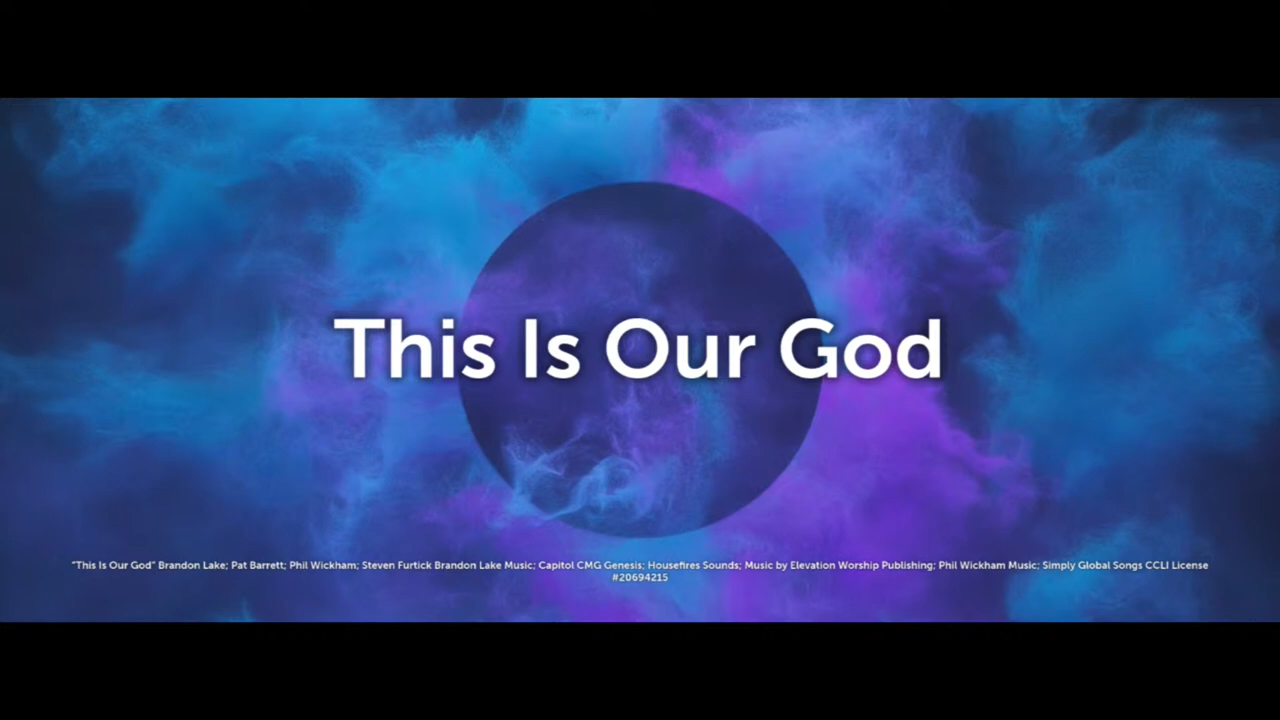 This Is Our God
"This Is Our God" Brandon Lake; Pat Barrett; Phil Wickham; Steven Furtick Brandon Lake Music; Capitol CMG Genesis; Housefires Sounds; Music by Elevation Worship Publishing; Phil Wickham Music; Simply Global Songs CCLI License
#20694215